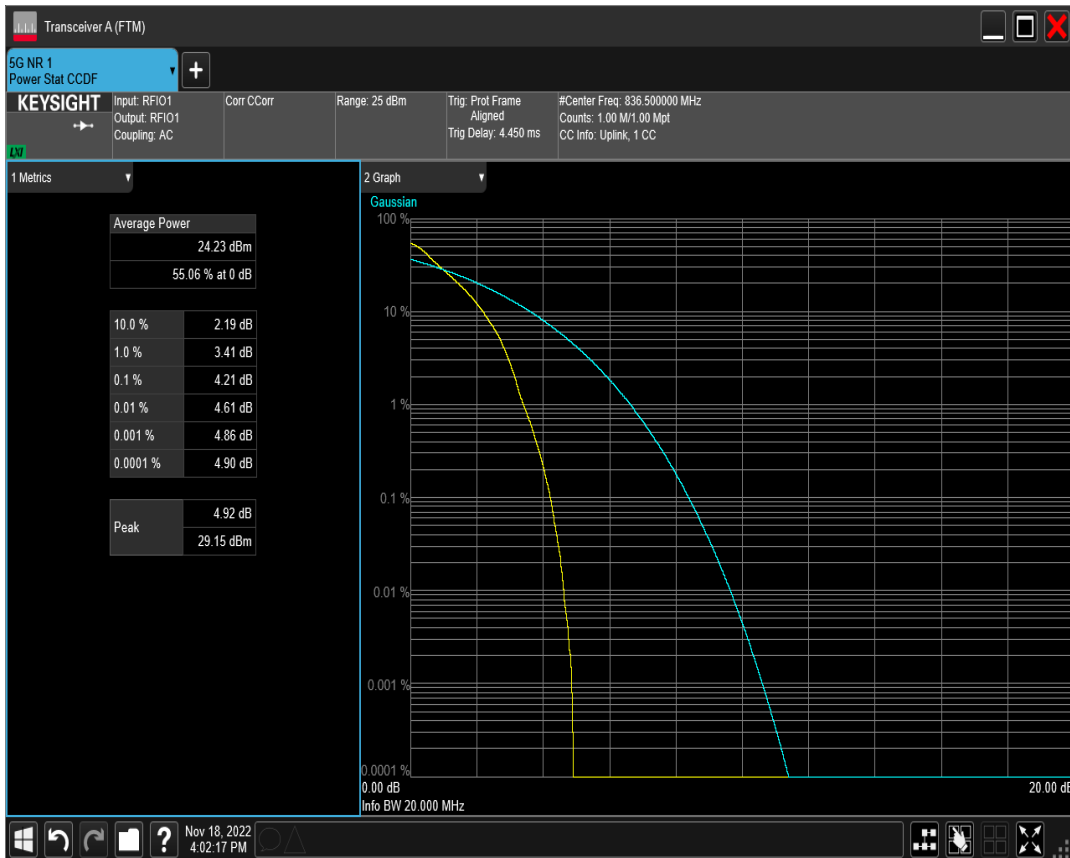 Transceiver A (FTM)
5G NR 1
Power Stat CCDF
+
KEYSIGHT
LXI
Input: RFIO1
Output: RFIO1
Coupling: AC
Corr CCorr
Range: 25 dBm
Trig: Prot Frame
Aligned
Trig Delay: 4.450 ms
#Center Freq: 836.500000 MHz
Counts: 1.00 M/1.00 Mpt
CC Info: Uplink, 1 CC
1 Metrics
Average Power
24.23 dBm
55.06 % at 0 dB
10.0 % 2.19 dB
1.0 % 3.41 dB
0.1 % 4.21 dB
0.01 % 4.61 dB
0.001 % 4.86 dB
0.0001 % 4.90 dB
Peak
4.92 dB
29.15 dBm
2 Graph
Gaussian
100 %
10 %
1 %
0.1 %
0.01 %
0.001 %
0.0001 %
0.00 dB 20.00 dB
Info BW 20.000 MHz
? Nov 18, 2022
4:02:17 PM